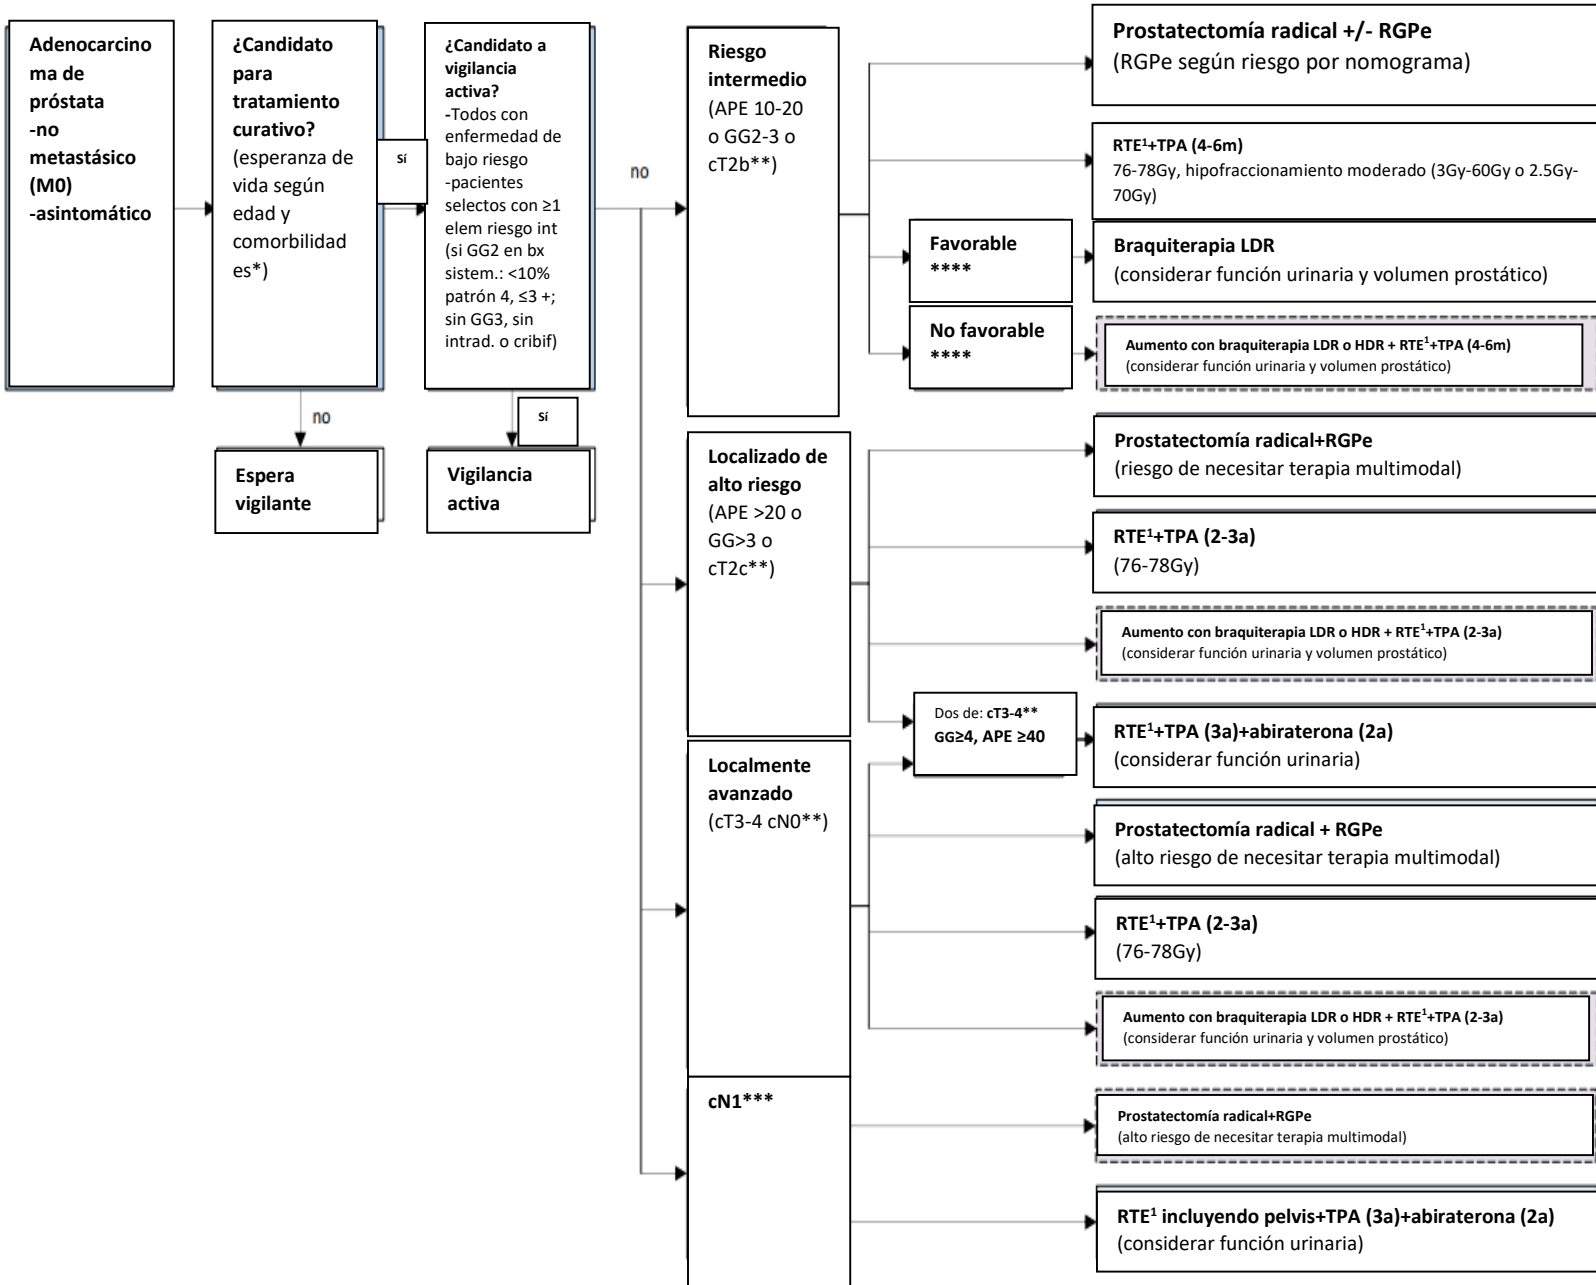 Adenocarcino
ma de
próstata
-no
metastásico
(M0)
-asintomático
¿Candidato
para
tratamiento
curativo?
(esperanza de
vida según
edad y
comorbilidad
es*)
Sí
no
Espera
vigilante
¿Candidato a
vigilancia
activa?
-Todos con
enfermedad de
bajo riesgo
-pacientes
selectos con ≥1
elem riesgo int
(si GG2 en bx
sistem.: <10%
patrón 4, ≤3 +;
sin GG3, sin
intrad. o cribif)
Sí
Vigilancia
activa
no
Riesgo
intermedio
(APE 10-20
o GG2-3 o
cT2b**)
Prostatectomía radical +/- RGPe
(RGPe según riesgo por nomograma)
RTE¹+TPA (4-6m)
76-78Gy, hipofraccionamiento moderado (3Gy-60Gy o 2.5Gy-
70Gy)
Favorable
****
Braquiterapia LDR
(considerar función urinaria y volumen prostático)
No favorable
****
Aumento con braquiterapia LDR o HDR + RTE¹+TPA (4-6m)
(considerar función urinaria y volumen prostático)
Localizado de
alto riesgo
(APE >20 o
GG>3 o
cT2c**)
Prostatectomía radical+RGPe
(riesgo de necesitar terapia multimodal)
RTE¹+TPA (2-3a)
(76-78Gy)
Aumento con braquiterapia LDR o HDR + RTE¹+TPA (2-3a)
(considerar función urinaria y volumen prostático)
Dos de: cT3-4**
GG≥4, APE ≥40
RTE¹+TPA (3a)+abiraterona (2a)
(considerar función urinaria)
Localmente
avanzado
(cT3-4 cN0**)
Prostatectomía radical + RGPe
(alto riesgo de necesitar terapia multimodal)
RTE¹+TPA (2-3a)
(76-78Gy)
Aumento con braquiterapia LDR o HDR + RTE¹+TPA (2-3a)
(considerar función urinaria y volumen prostático)
cN1***
Prostatectomía radical+RGPe
(alto riesgo de necesitar terapia multimodal)
RTE¹ incluyendo pelvis+TPA (3a)+abiraterona (2a)
(considerar función urinaria)